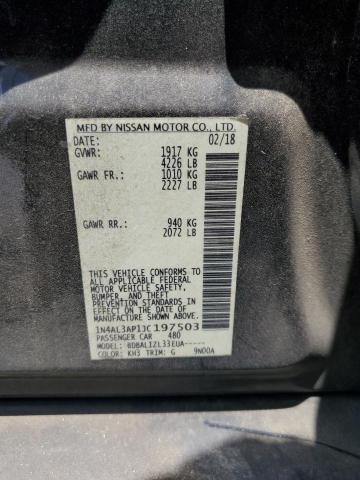 MFD BY NISSAN MOTOR CO., LTD.
DATE: 02/18
GVWR: 1917 KG
4226 LB
GAWR FR: 1010 KG
2227 LB
GAWR RR: 940 KG
2072 LB
THIS VEHICLE CONFORMS TO
ALL APPLICABLE FEDERAL
MOTOR VEHICLE SAFETY,
BUMPER, AND THEFT
PREVENTION STANDARDS IN
EFFECT ON THE DATE OF
MANUFACTURE SHOWN ABOVE.
1N4AL3AP1JC197503
PASSENGER CAR 480
MODEL: BDBALIZL33EUA-----
COLOR: KH3 TRIM: G 9N00A